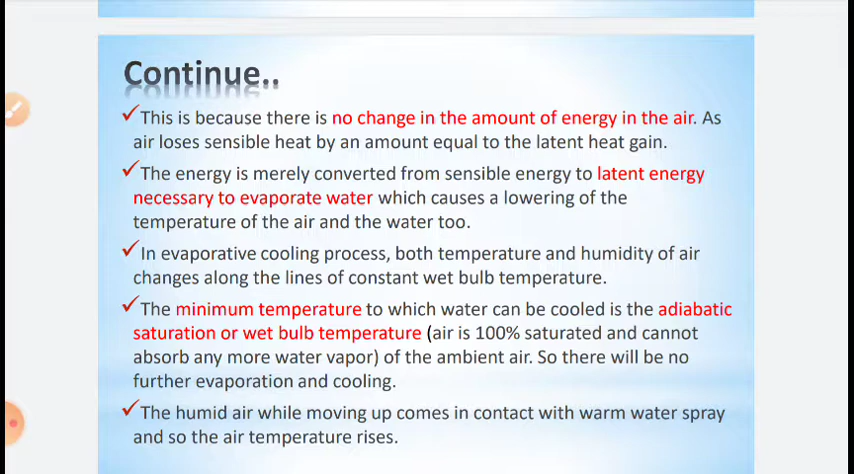 Continue..
✓This is because there is no change in the amount of energy in the air. As
air loses sensible heat by an amount equal to the latent heat gain.
✓The energy is merely converted from sensible energy to latent energy
necessary to evaporate water which causes a lowering of the
temperature of the air and the water too.
✓In evaporative cooling process, both temperature and humidity of air
changes along the lines of constant wet bulb temperature.
✓The minimum temperature to which water can be cooled is the adiabatic
saturation or wet bulb temperature (air is 100% saturated and cannot
absorb any more water vapor) of the ambient air. So there will be no
further evaporation and cooling.
✓The humid air while moving up comes in contact with warm water spray
and so the air temperature rises.